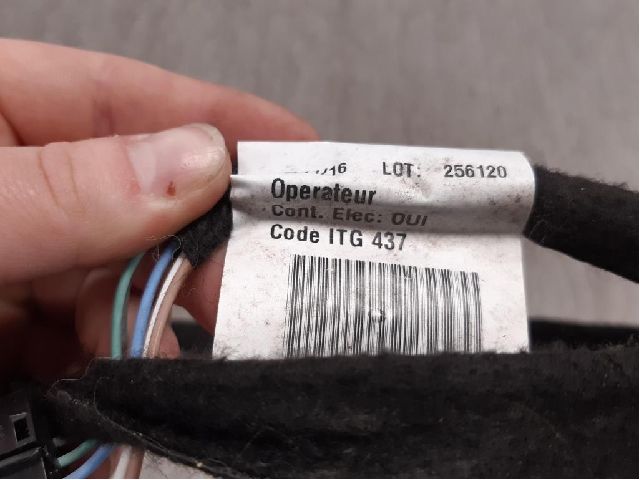 LOT: 256120
Operateur
Cont. Elec: OUI
Code ITG 437